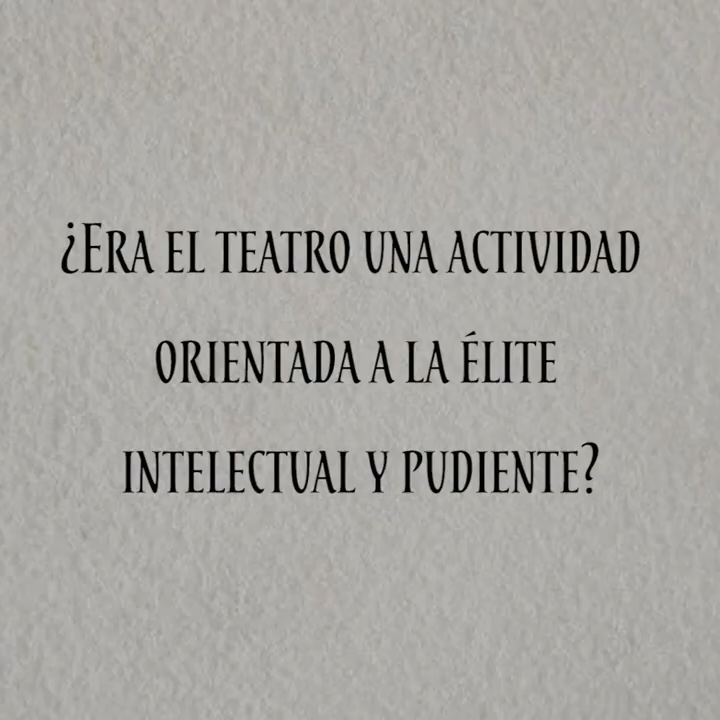 ¿Era el teatro una actividad
orientada a la élite
intelectual y pudiente?